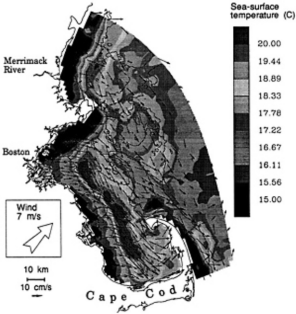 Sea-surface
temperature (C)
20.00
19.44
18.89
18.33
17.78
17.22
16.67
16.11
15.56
15.00
Merrimack
River
Boston
Wind
7 m/s
10 km
10 cm/s
Cape Cod